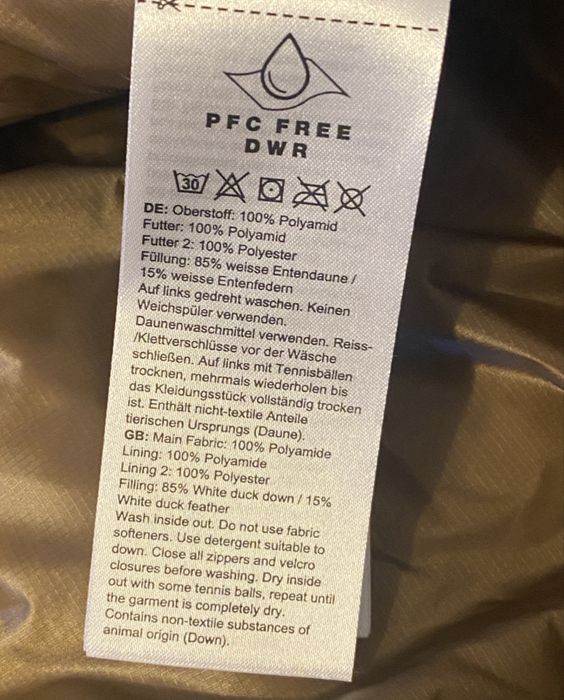 PFC FREE
DWR
30
DE: Oberstoff: 100% Polyamid
Futter: 100% Polyamid
Futter 2: 100% Polyester
Füllung: 85% weisse Entendaune /
15% weisse Entenfedern
Auf links gedreht waschen. Keinen
Weichspüler verwenden.
Daunenwaschmittel verwenden. Reiss-
/Klettverschlüsse vor der Wäsche
schließen. Auf links mit Tennisbällen
trocknen, mehrmals wiederholen bis
das Kleidungsstück vollständig trocken
ist. Enthält nicht-textile Anteile
tierischen Ursprungs (Daune).
GB: Main Fabric: 100% Polyamide
Lining: 100% Polyamide
Lining 2: 100% Polyester
Filling: 85% White duck down / 15%
White duck feather
Wash inside out. Do not use fabric
softeners. Use detergent suitable to
down. Close all zippers and velcro
closures before washing. Dry inside
out with some tennis balls, repeat until
the garment is completely dry.
Contains non-textile substances of
animal origin (Down).